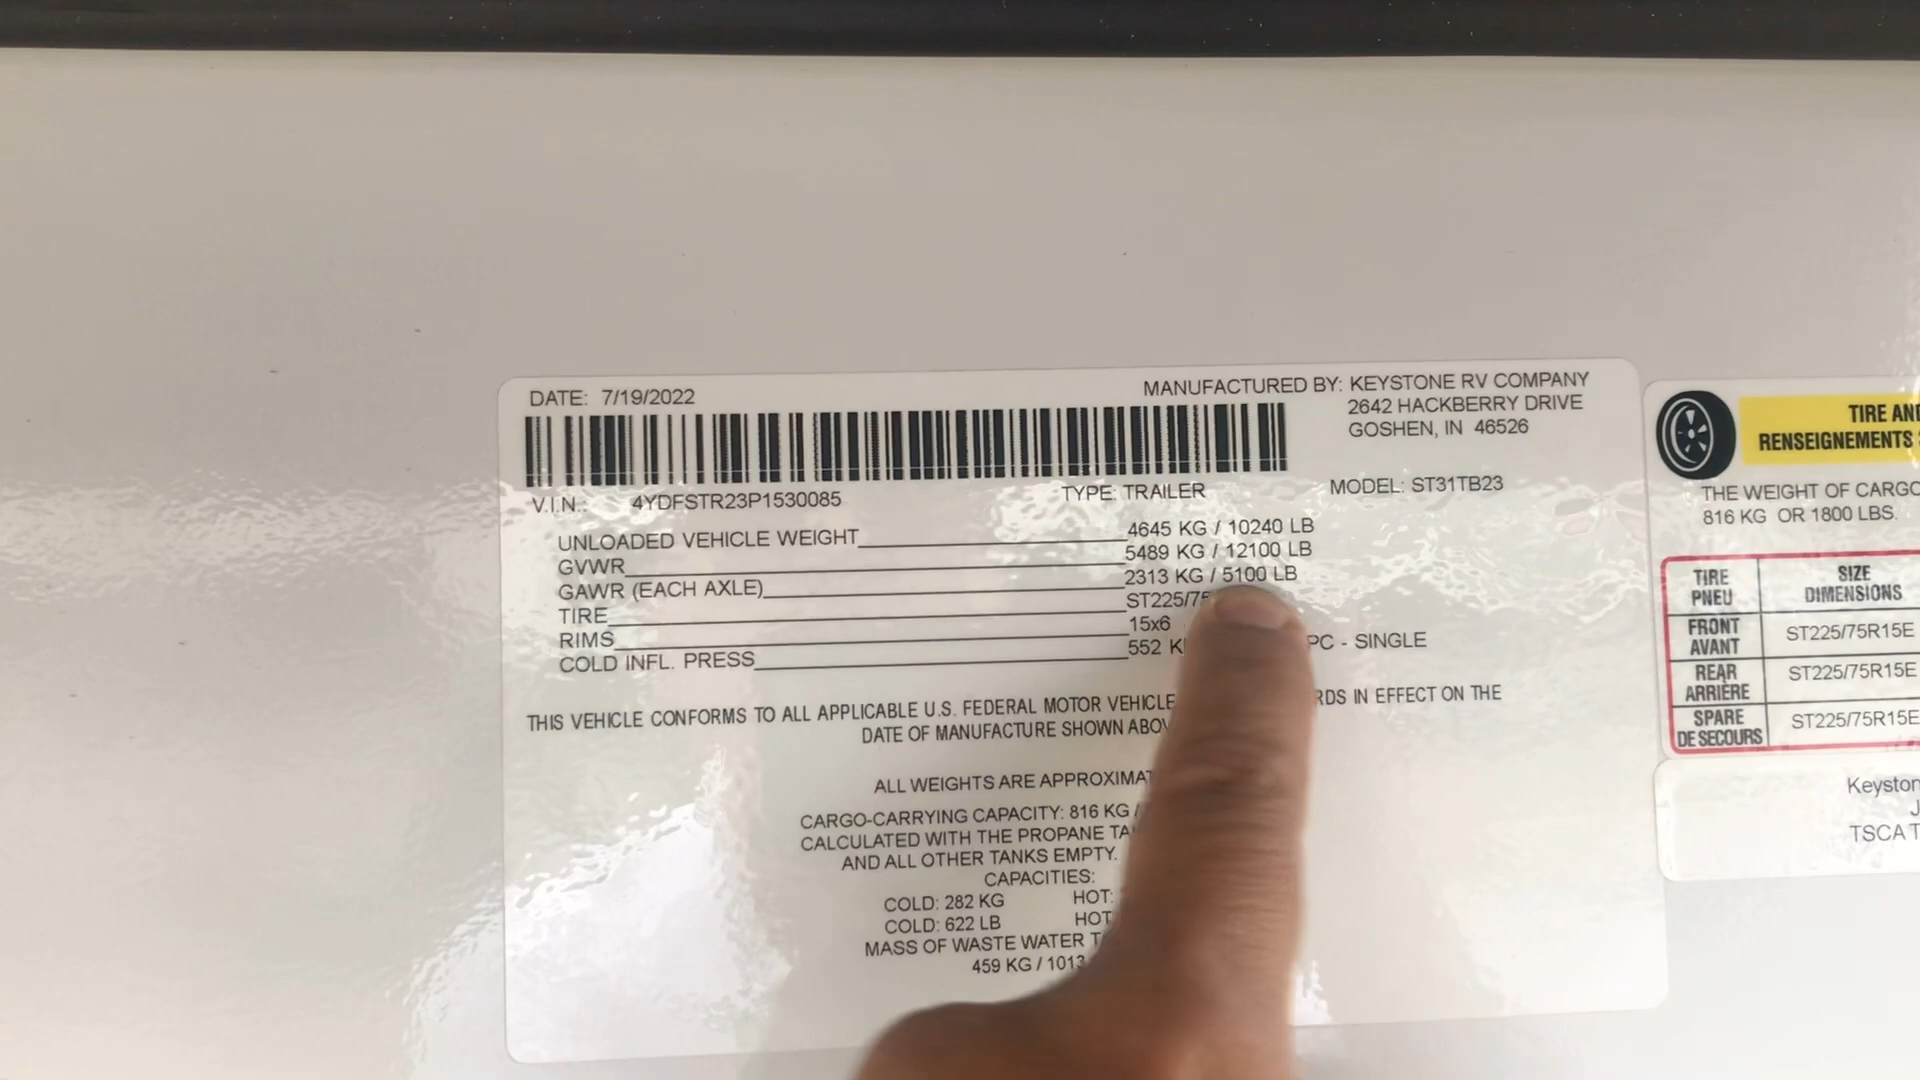 DATE: 7/19/2022
MANUFACTURED BY: KEYSTONE RV COMPANY
2642 HACKBERRY DRIVE
GOSHEN, IN 46526
V.I.N.: 4YDFSTR23P1530085 TYPE: TRAILER MODEL: ST31TB23
UNLOADED VEHICLE WEIGHT 4645 KG / 10240 LB
GVWR 5489 KG / 12100 LB
GAWR (EACH AXLE) 2313 KG / 5100 LB
TIRE ST225/75
RIMS 15x6
COLD INFL. PRESS 552 PC - SINGLE
THIS VEHICLE CONFORMS TO ALL APPLICABLE U.S. FEDERAL MOTOR VEHICLE IN EFFECT ON THE
DATE OF MANUFACTURE SHOWN
ALL WEIGHTS ARE
CARGO-CARRYING CAPACITY: 816 KG /
CALCULATED WITH THE PROPANE
AND ALL OTHER TANKS EMPTY.
CAPACITIES:
COLD: 282 KG HOT:
COLD: 622 LB HOT
MASS OF WASTE WATER
459 KG / 1013
TIRE AND
RENSEIGNEMENTS
THE WEIGHT OF CARGO
816 KG OR 1800 LBS.
TIRE SIZE
PNEU DIMENSIONS
FRONT
AVANT ST225/75R15E
REAR
ARRIÈRE ST225/75R15E
SPARE
DE SECOURS ST225/75R15E
Keyston
TSCA